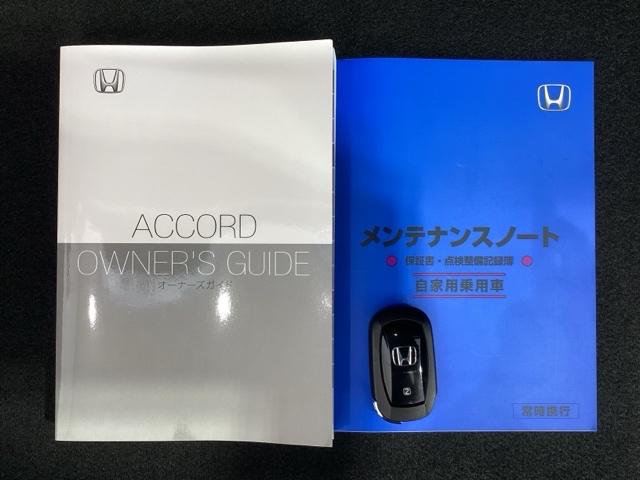 ACCORD
OWNER'S GUIDE
オーナーズガイド
メンテナンスノート
保証書・点検整備記録簿
自家用乗用車
常時携行